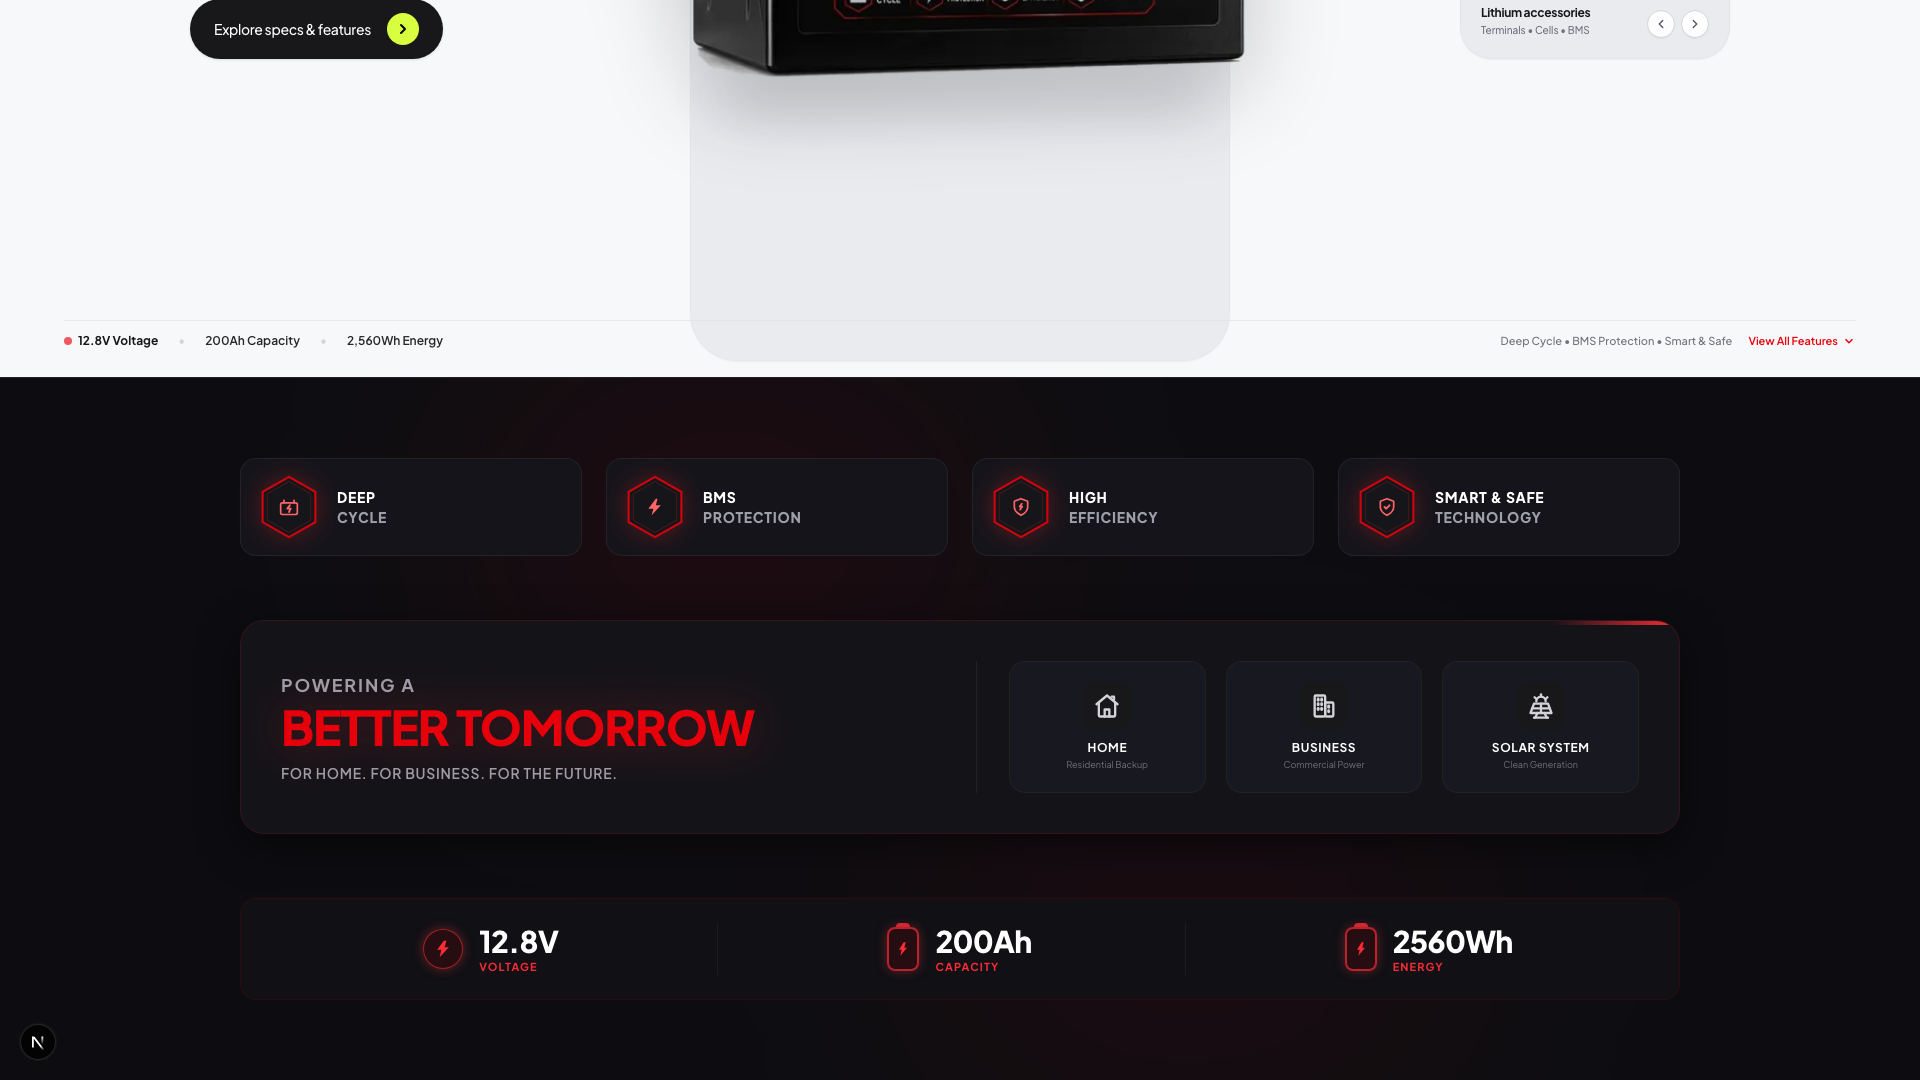 Explore specs & features
CYCLE
Lithium accessories
Terminals • Cells • BMS
12.8V Voltage • 200Ah Capacity • 2,560Wh Energy
Deep Cycle • BMS Protection • Smart & Safe View All Features
DEEP
CYCLE
BMS
PROTECTION
HIGH
EFFICIENCY
SMART & SAFE
TECHNOLOGY
POWERING A
BETTER TOMORROW
FOR HOME. FOR BUSINESS. FOR THE FUTURE.
HOME
Residential Backup
BUSINESS
Commercial Power
SOLAR SYSTEM
Clean Generation
12.8V
VOLTAGE
200Ah
CAPACITY
2560Wh
ENERGY
N